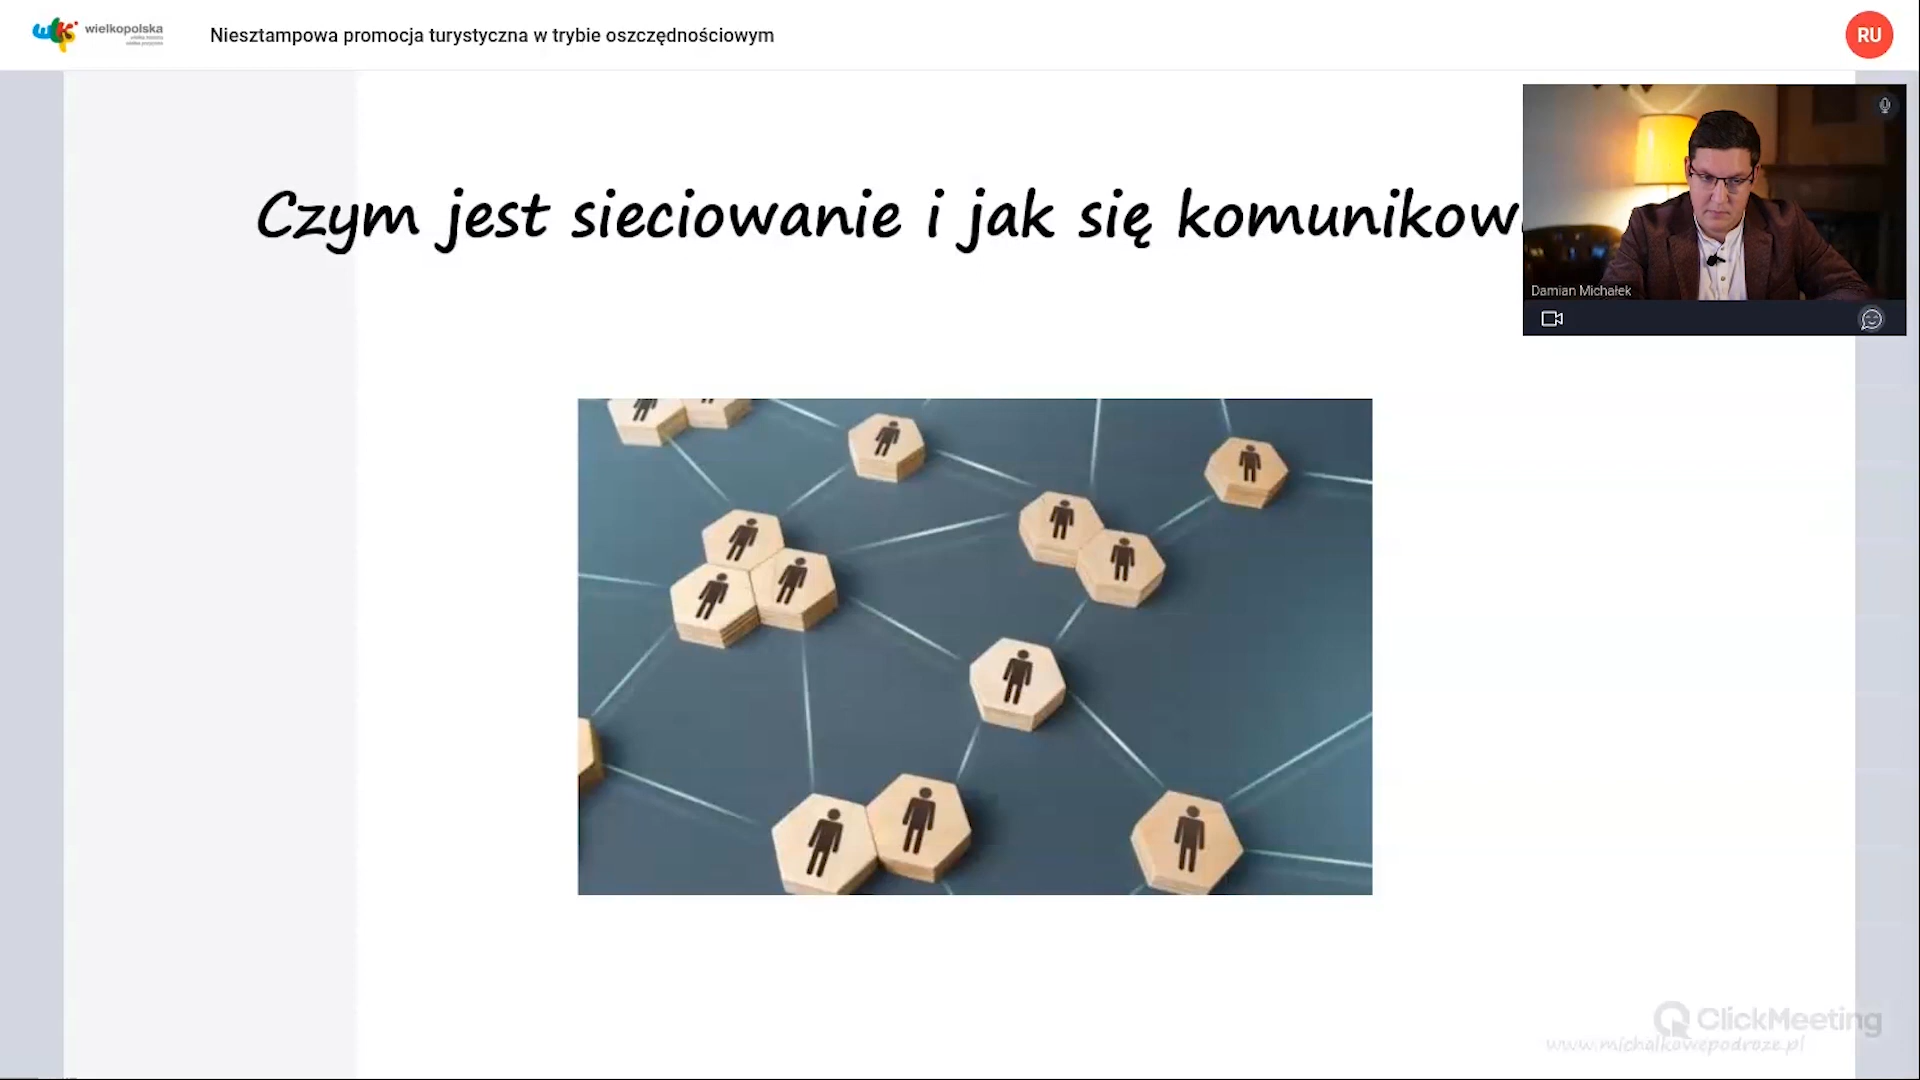 wielkopolska
Niesztampowa promocja turystyczna w trybie oszczędnościowym
RU
Czym jest sieciowanie i jak się komunikow
Damian Michałek
ClickMeeting
www.michalkowepodroze.pl